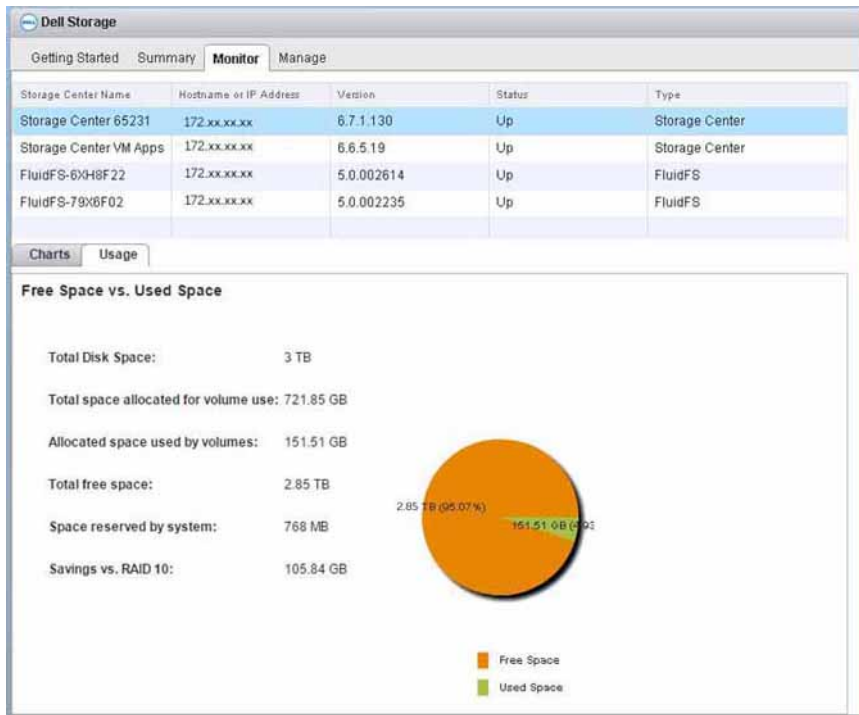 DELL Dell Storage
Getting Started Summary Monitor Manage
Storage Center Name Hostname or IP Address Version Status Type
Storage Center 65231 172.xx.xx.xx 6.7.1.130 Up Storage Center
Storage Center VM Apps 172.xx.xx.xx 6.6.5.19 Up Storage Center
FluidFS-6XH8F22 172.xx.xx.xx 5.0.002614 Up FluidFS
FluidFS-79X6F02 172.xx.xx.xx 5.0.002235 Up FluidFS
Charts Usage
Free Space vs. Used Space
Total Disk Space: 3 TB
Total space allocated for volume use: 721.85 GB
Allocated space used by volumes: 151.51 GB
Total free space: 2.85 TB
Space reserved by system: 768 MB
Savings vs. RAID 10: 105.84 GB
2.85 TB (95.07%)
151.51 GB (4.93
Free Space
Used Space